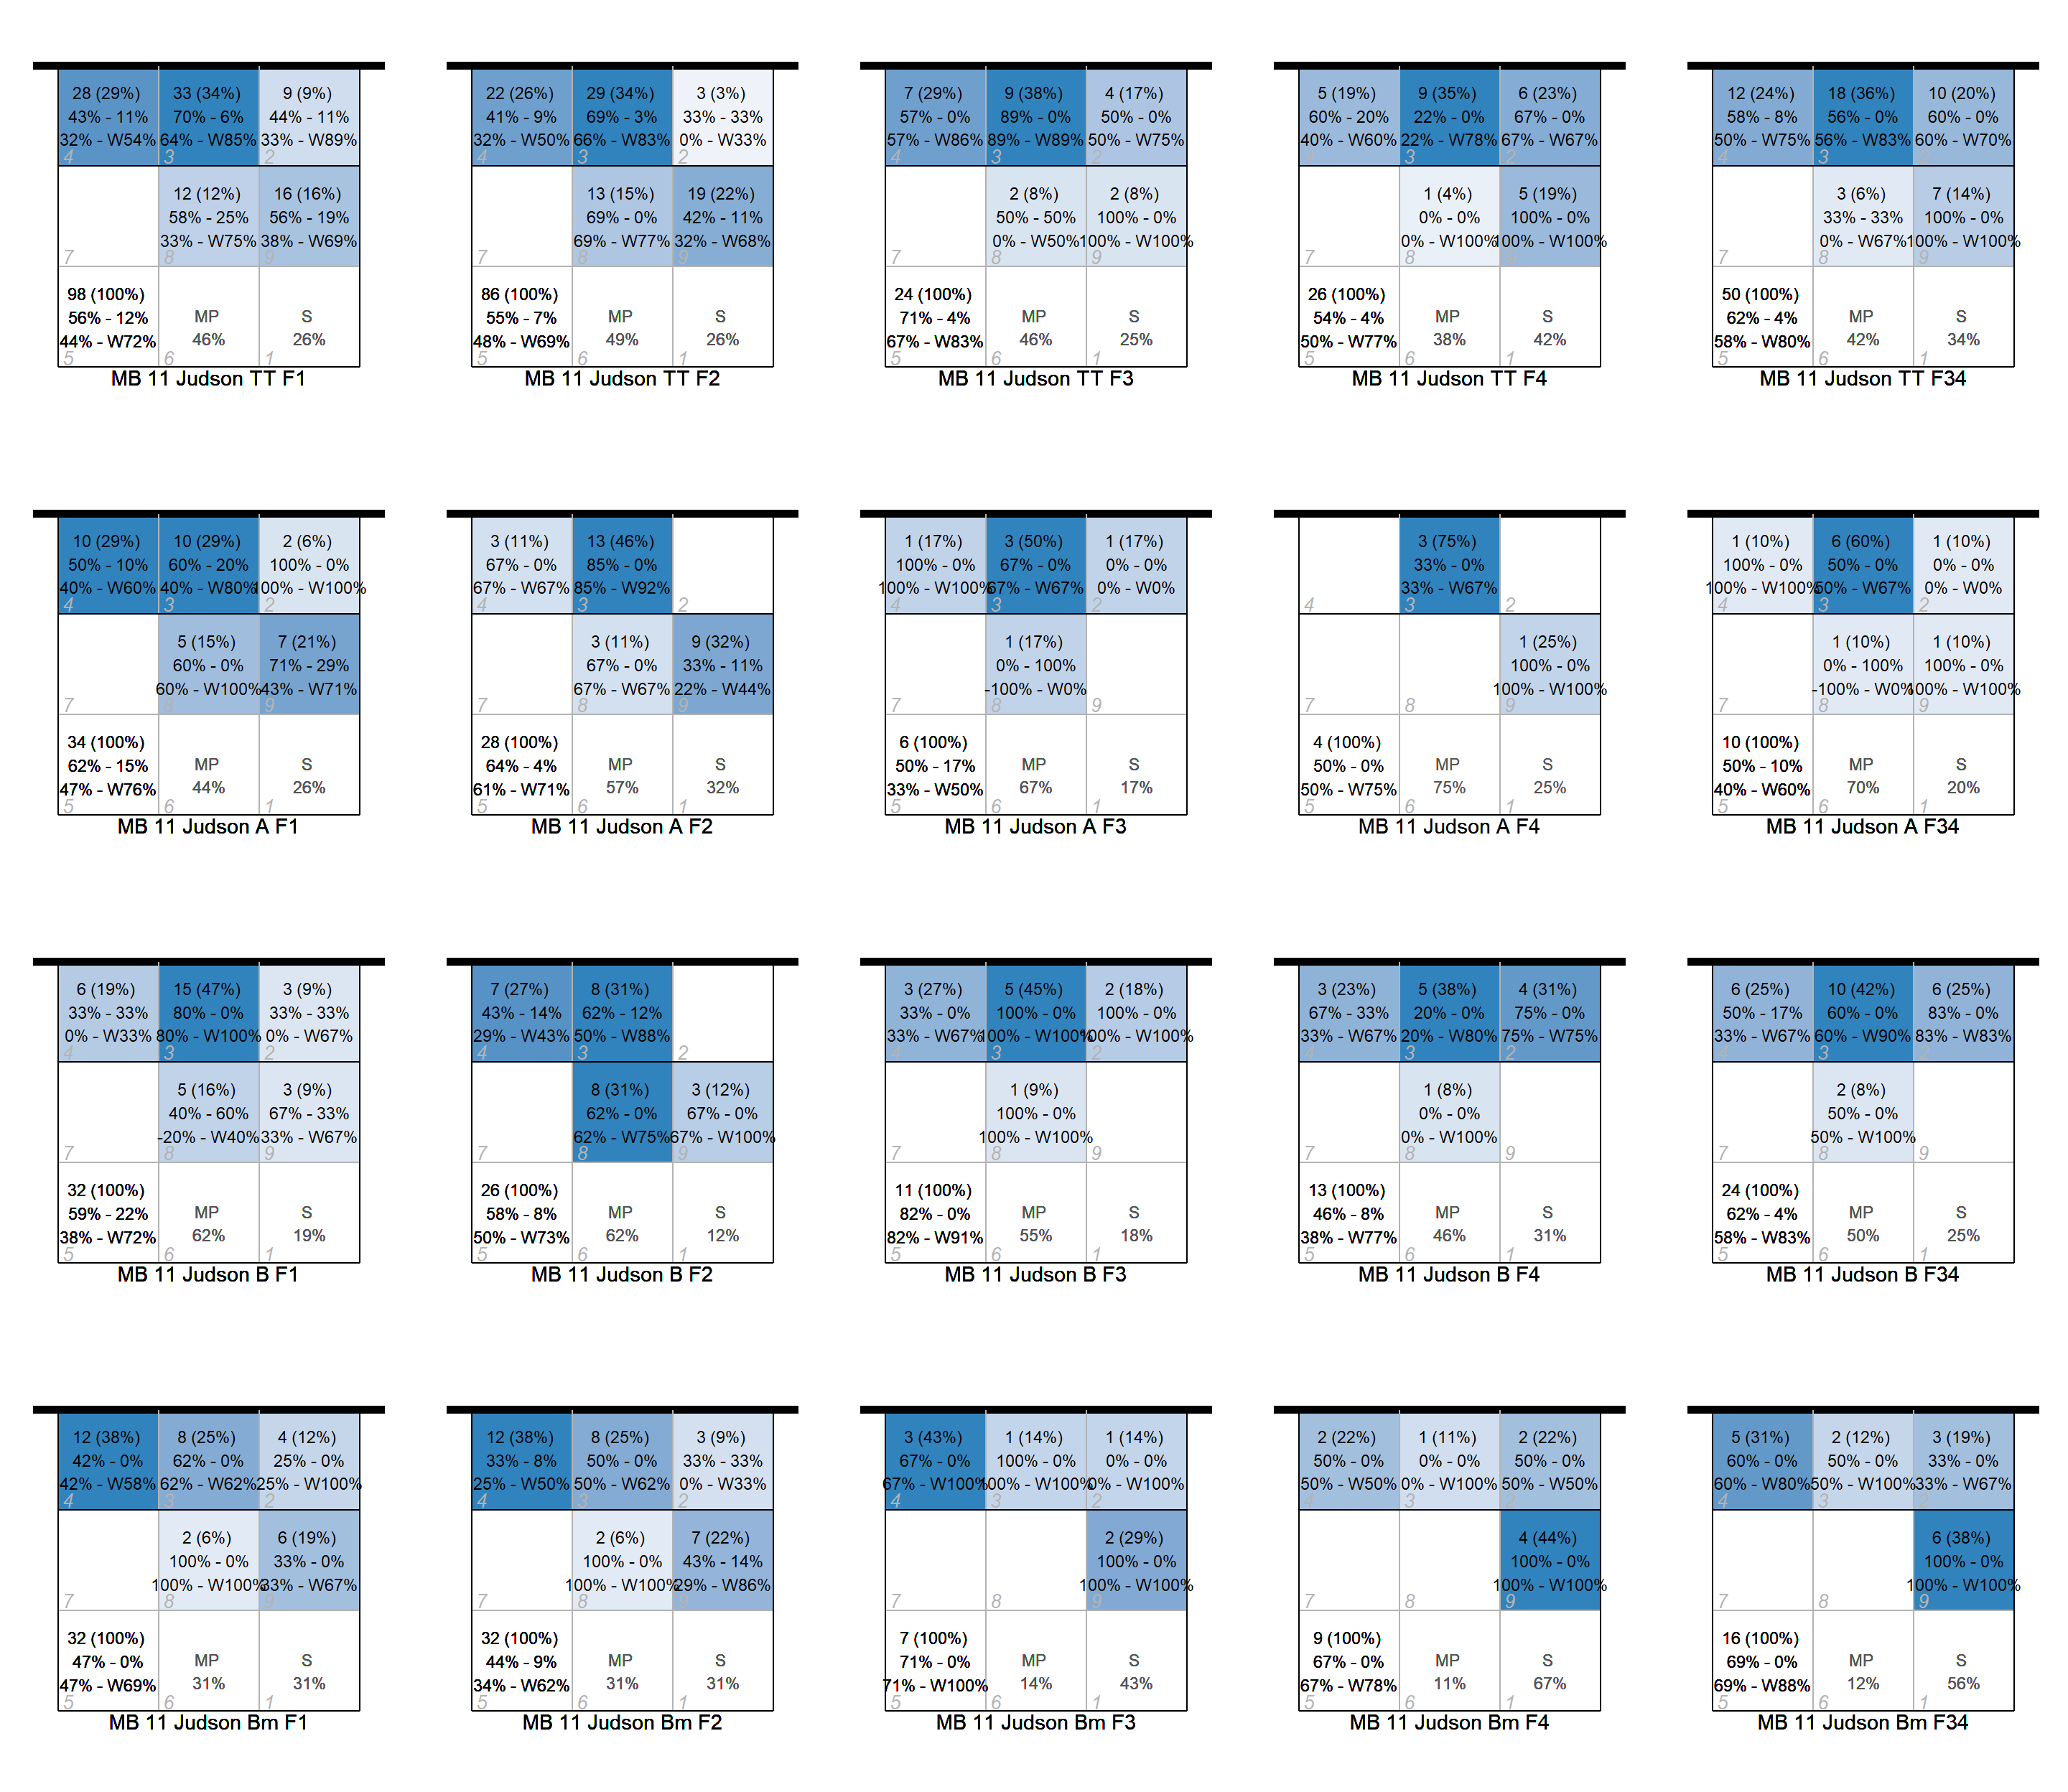 28 (29%)
43% - 11%
32% - W54%
4
33 (34%)
70% - 6%
64% - W85%
3
9 (9%)
44% - 11%
33% - W89%
2
7
12 (12%)
58% - 25%
33% - W75%
8
16 (16%)
56% - 19%
38% - W69%
9
98 (100%)
56% - 12%
44% - W72%
5
MP
46%
6
S
26%
1
MB 11 Judson TT F1
22 (26%)
41% - 9%
32% - W50%
4
29 (34%)
69% - 3%
66% - W83%
3
3 (3%)
33% - 33%
0% - W33%
2
7
13 (15%)
69% - 0%
69% - W77%
8
19 (22%)
42% - 11%
32% - W68%
9
86 (100%)
55% - 7%
48% - W69%
5
MP
49%
6
S
26%
1
MB 11 Judson TT F2
7 (29%)
57% - 0%
57% - W86%
4
9 (38%)
89% - 0%
89% - W89%
3
4 (17%)
50% - 0%
50% - W75%
2
7
2 (8%)
50% - 50%
0% - W50%
8
2 (8%)
100% - 0%
100% - W100%
9
24 (100%)
71% - 4%
67% - W83%
5
MP
46%
6
S
25%
1
MB 11 Judson TT F3
5 (19%)
60% - 20%
40% - W60%
4
9 (35%)
22% - 0%
22% - W78%
3
6 (23%)
67% - 0%
67% - W67%
7
1 (4%)
0% - 0%
0% - W100%
8
5 (19%)
100% - 0%
100% - W100%
26 (100%)
54% - 4%
50% - W77%
5
MP
38%
6
S
42%
1
MB 11 Judson TT F4
12 (24%)
58% - 8%
50% - W75%
4
18 (36%)
56% - 0%
56% - W83%
3
10 (20%)
60% - 0%
60% - W70%
7
3 (6%)
33% - 33%
0% - W67%
8
7 (14%)
100% - 0%
100% - W100%
9
50 (100%)
62% - 4%
58% - W80%
5
MP
42%
6
S
34%
1
MB 11 Judson TT F34
10 (29%)
50% - 10%
40% - W60%
4
10 (29%)
60% - 20%
40% - W80%
3
2 (6%)
100% - 0%
100% - W100%
2
7
5 (15%)
60% - 0%
60% - W100%
8
7 (21%)
71% - 29%
43% - W71%
9
34 (100%)
62% - 15%
47% - W76%
5
MP
44%
6
S
26%
1
MB 11 Judson A F1
3 (11%)
67% - 0%
67% - W67%
4
13 (46%)
85% - 0%
85% - W92%
3
2
7
3 (11%)
67% - 0%
67% - W67%
8
9 (32%)
33% - 11%
22% - W44%
9
28 (100%)
64% - 4%
61% - W71%
5
MP
57%
6
S
32%
1
MB 11 Judson A F2
1 (17%)
100% - 0%
100% - W100%
4
3 (50%)
67% - 0%
67% - W67%
3
1 (17%)
0% - 0%
0% - W0%
2
7
1 (17%)
0% - 100%
-100% - W0%
8
9
6 (100%)
50% - 17%
33% - W50%
5
MP
67%
6
S
17%
1
MB 11 Judson A F3
4
3 (75%)
33% - 0%
33% - W67%
3
2
7
8
1 (25%)
100% - 0%
100% - W100%
9
4 (100%)
50% - 0%
50% - W75%
5
MP
75%
6
S
25%
1
MB 11 Judson A F4
1 (10%)
100% - 0%
100% - W100%
4
6 (60%)
50% - 0%
50% - W67%
3
1 (10%)
0% - 0%
0% - W0%
2
7
1 (10%)
0% - 100%
-100% - W0%
8
1 (10%)
100% - 0%
100% - W100%
9
10 (100%)
50% - 10%
40% - W60%
5
MP
70%
6
S
20%
1
MB 11 Judson A F34
6 (19%)
33% - 33%
0% - W33%
4
15 (47%)
80% - 0%
80% - W100%
3
3 (9%)
33% - 33%
0% - W67%
2
7
5 (16%)
40% - 60%
-20% - W40%
8
3 (9%)
67% - 33%
33% - W67%
9
32 (100%)
59% - 22%
38% - W72%
5
MP
62%
6
S
19%
1
MB 11 Judson B F1
7 (27%)
43% - 14%
29% - W43%
4
8 (31%)
62% - 12%
50% - W88%
3
2
7
8 (31%)
62% - 0%
62% - W75%
8
3 (12%)
67% - 0%
67% - W100%
9
26 (100%)
58% - 8%
50% - W73%
5
MP
62%
6
S
12%
1
MB 11 Judson B F2
3 (27%)
33% - 0%
33% - W67%
4
5 (45%)
100% - 0%
100% - W100%
3
2 (18%)
100% - 0%
100% - W100%
2
7
1 (9%)
100% - 0%
100% - W100%
8
9
11 (100%)
82% - 0%
82% - W91%
5
MP
55%
6
S
18%
1
MB 11 Judson B F3
3 (23%)
67% - 33%
33% - W67%
4
5 (38%)
20% - 0%
20% - W80%
3
4 (31%)
75% - 0%
75% - W75%
2
7
1 (8%)
0% - 0%
0% - W100%
8
9
13 (100%)
46% - 8%
38% - W77%
5
MP
46%
6
S
31%
1
MB 11 Judson B F4
6 (25%)
50% - 17%
33% - W67%
4
10 (42%)
60% - 0%
60% - W90%
3
6 (25%)
83% - 0%
83% - W83%
7
2 (8%)
50% - 0%
50% - W100%
8
9
24 (100%)
62% - 4%
58% - W83%
5
MP
50%
6
S
25%
1
MB 11 Judson B F34
12 (38%)
42% - 0%
42% - W58%
4
8 (25%)
62% - 0%
62% - W62%
3
4 (12%)
25% - 0%
25% - W100%
2
7
2 (6%)
100% - 0%
100% - W100%
8
6 (19%)
33% - 0%
33% - W67%
9
32 (100%)
47% - 0%
47% - W69%
5
MP
31%
6
S
31%
1
MB 11 Judson Bm F1
12 (38%)
33% - 8%
25% - W50%
4
8 (25%)
50% - 0%
50% - W62%
3
3 (9%)
33% - 33%
0% - W33%
2
7
2 (6%)
100% - 0%
100% - W100%
8
7 (22%)
43% - 14%
29% - W86%
32 (100%)
44% - 9%
34% - W62%
5
MP
31%
6
S
31%
1
MB 11 Judson Bm F2
3 (43%)
67% - 0%
67% - W100%
4
1 (14%)
100% - 0%
100% - W100%
3
1 (14%)
0% - 0%
0% - W100%
2
7
8
2 (29%)
100% - 0%
100% - W100%
9
7 (100%)
71% - 0%
71% - W100%
5
MP
14%
6
S
43%
1
MB 11 Judson Bm F3
2 (22%)
50% - 0%
50% - W50%
4
1 (11%)
0% - 0%
0% - W100%
3
2 (22%)
50% - 0%
50% - W50%
7
8
4 (44%)
100% - 0%
100% - W100%
9
9 (100%)
67% - 0%
67% - W78%
5
MP
11%
6
S
67%
1
MB 11 Judson Bm F4
5 (31%)
60% - 0%
60% - W80%
4
2 (12%)
50% - 0%
50% - W100%
3
3 (19%)
33% - 0%
33% - W67%
7
8
6 (38%)
100% - 0%
100% - W100%
9
16 (100%)
69% - 0%
69% - W88%
5
MP
12%
6
S
56%
1
MB 11 Judson Bm F34